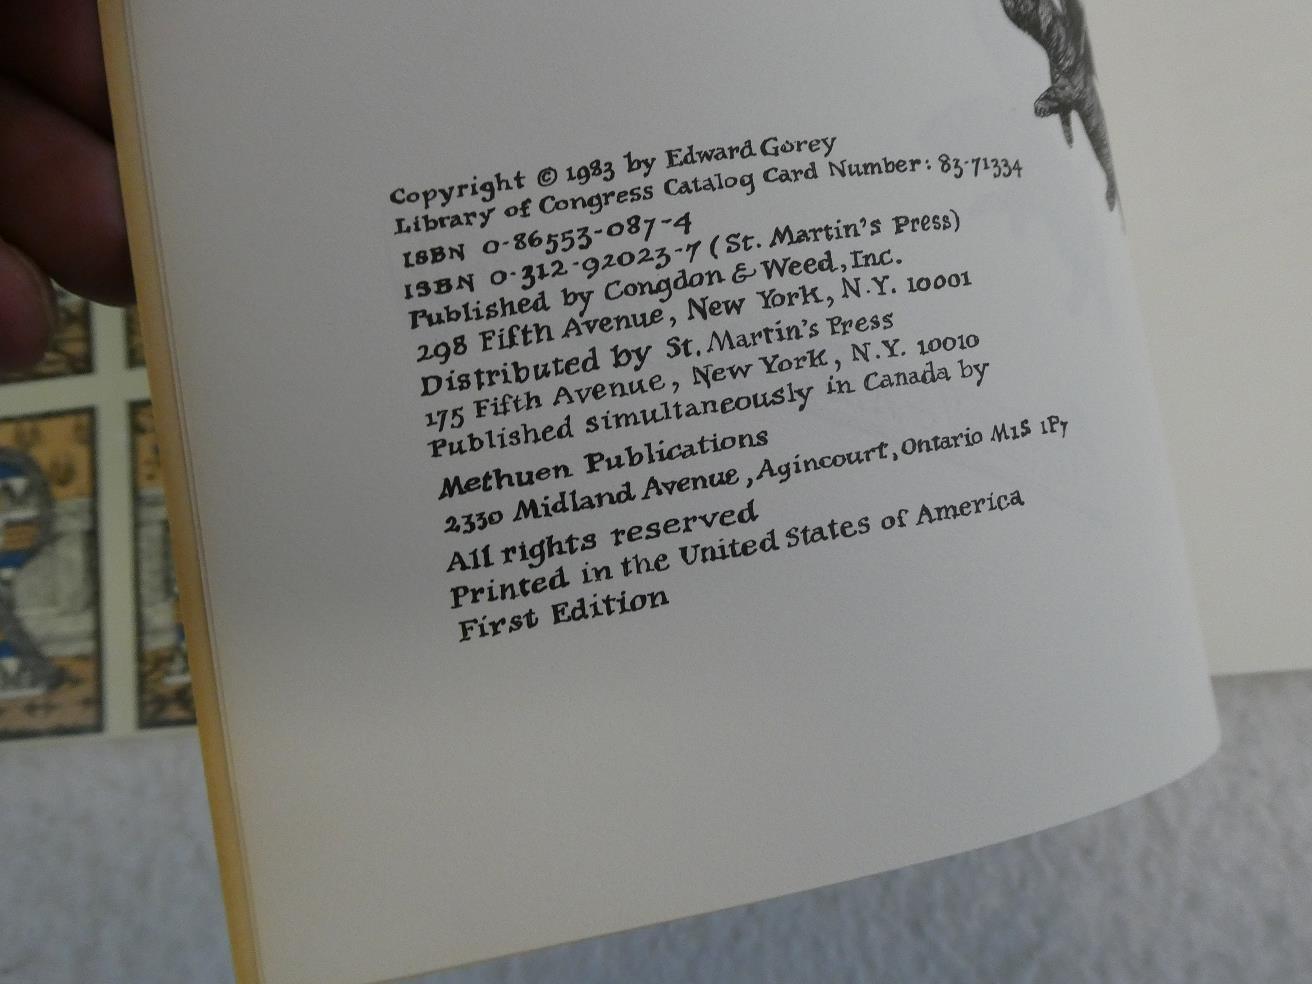 Copyright © 1983 by Edward Gorey
Library of Congress Catalog Card Number: 83-71334
ISBN 0-86553-087-4
ISBN 0-312-92023-7 (St. Martin's Press)
Published by Congdon & Weed, Inc.
298 Fifth Avenue, New York, N.Y. 10001
Distributed by St. Martin's Press
175 Fifth Avenue, New York, N.Y. 10010
Published simultaneously in Canada by
Methuen Publications
2330 Midland Avenue, Agincourt, Ontario M1S 1P7
All rights reserved
Printed in the United States of America
First Edition